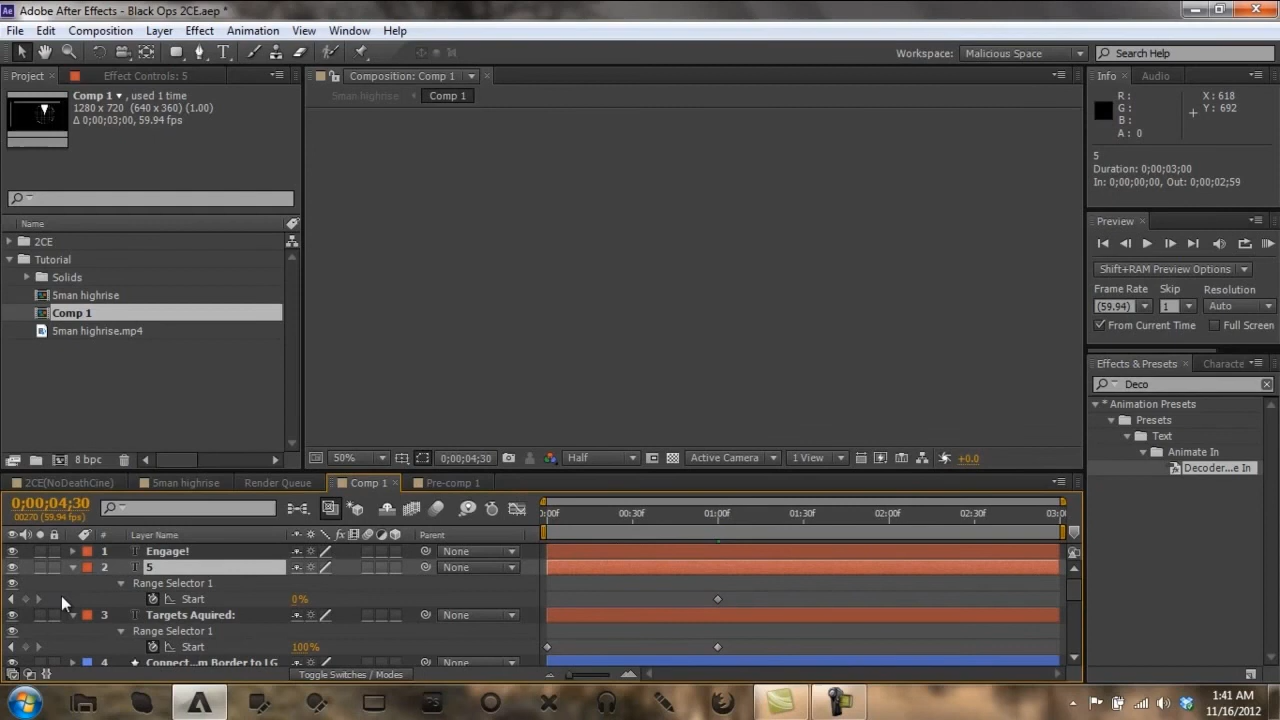 Adobe After Effects - Black Ops 2CE.aep *
File Edit Composition Layer Effect Animation View Window Help
Workspace: Malicious Space Search Help
Project Effect Controls: 5 Composition: Comp 1 Info Audio
5man highrise Comp 1
Comp 1 , used 1 time
1280 x 720 (640 x 360) (1.00)
Δ 0;00;03;00, 59.94 fps
R : X : 618
G : Y : 692
B :
A : 0
5
Duration: 0;00;03;00
In: 0;00;00;00, Out: 0;00;02;59
Preview
Shift+RAM Preview Options
Frame Rate Skip Resolution
(59.94) 1 Auto
From Current Time Full Screen
Name
2CE
Tutorial
Solids
5man highrise
Comp 1
5man highrise.mp4
Effects & Presets Characte
Deco
* Animation Presets
Presets
Text
Animate In
Decoder...e In
8 bpc
50% 0;00;04;30 Half Active Camera 1 View +0.0
2CE(NoDeathCine) 5man highrise Render Queue Comp 1 Pre-comp 1
0;00;04;30
00270 (59.94 fps)
:00f 00:30f 01:00f 01:30f 02:00f 02:30f 03:0
# Layer Name fx Parent
1 T Engage! None
2 T 5 None
Range Selector 1
Start 0%
3 T Targets Aquired: None
Range Selector 1
Start 100%
4 Connect...m Border to LG None
Toggle Switches / Modes
1:41 AM
11/16/2012